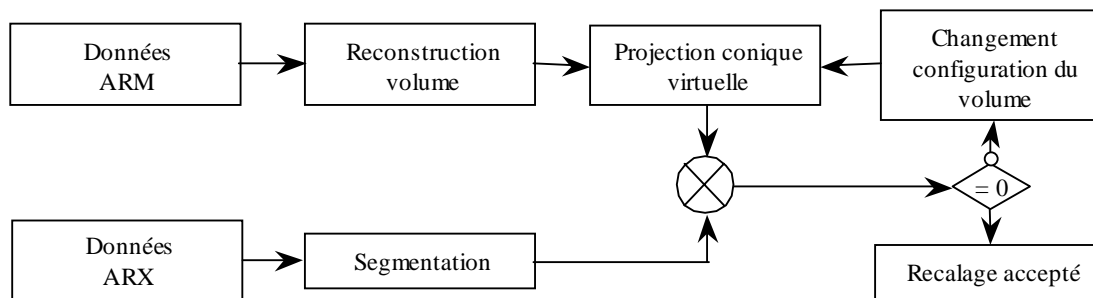 Données
ARM
Reconstruction
volume
Projection conique
virtuelle
Changement
configuration du
volume
= 0
Données
ARX
Segmentation
Recalage accepté